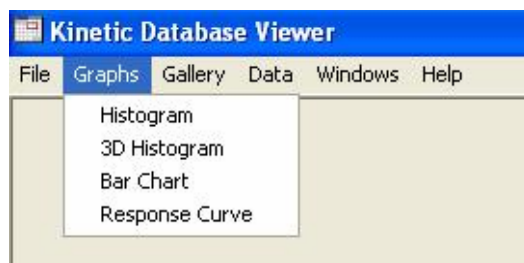 Kinetic Database Viewer
File Graphs Gallery Data Windows Help
Histogram
3D Histogram
Bar Chart
Response Curve